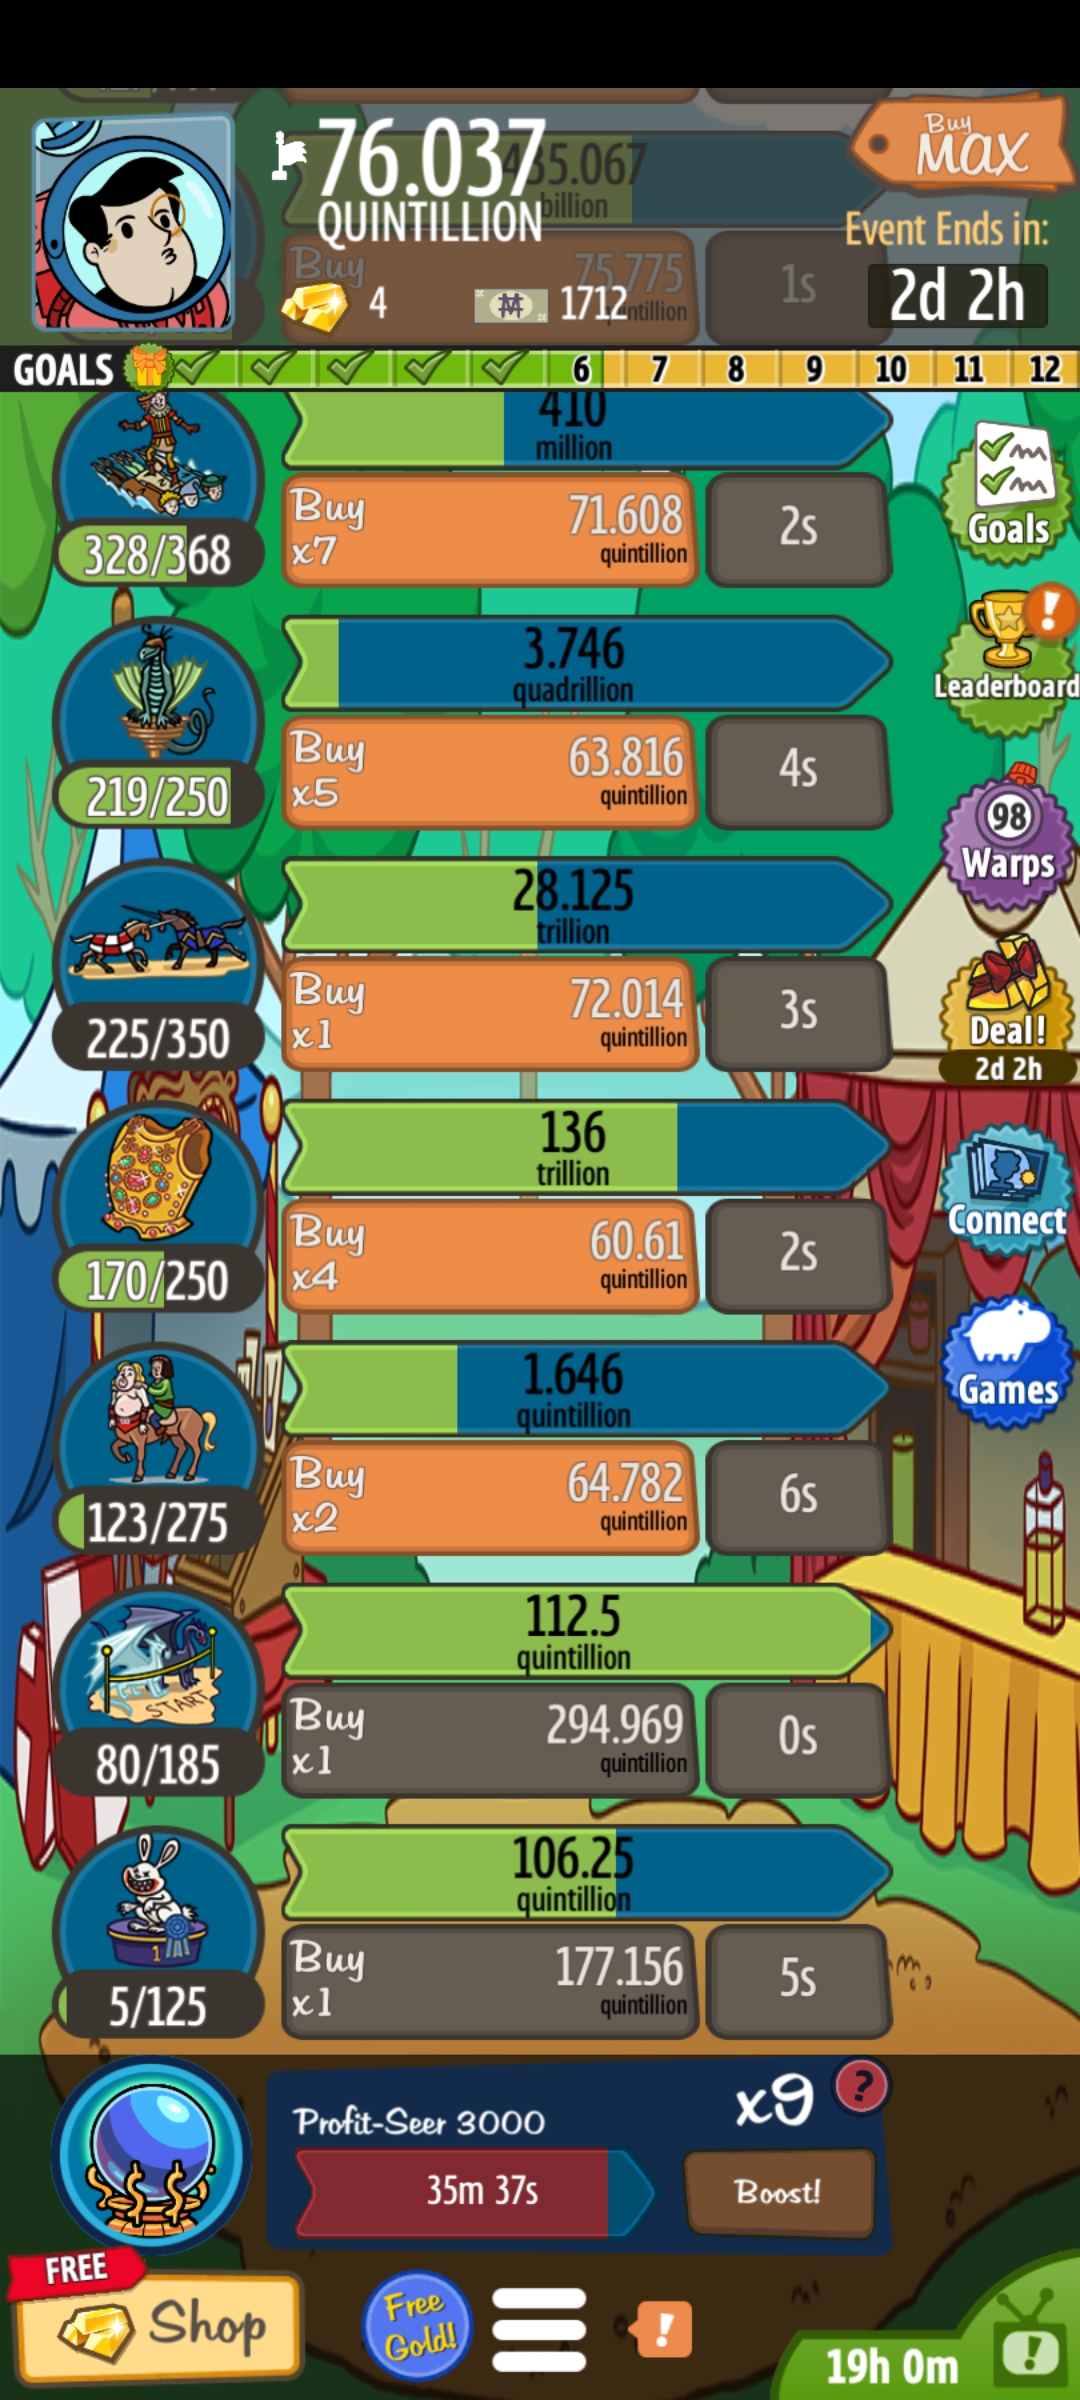 76.037
QUINTILLION
Buy
MAX
Event Ends in:
2d 2h
4
1712
435.067
billion
Buy
75.775
1s
GOALS
6 7 8 9 10 11 12
410
million
328/368
Buy
x7
71.608
quintillion
2s
Goals
3.746
quadrillion
219/250
Buy
x5
63.816
quintillion
4s
Leaderboard
28.125
trillion
225/350
Buy
x1
72.014
quintillion
3s
98
Warps
Deal!
2d 2h
136
trillion
170/250
Buy
x4
60.61
quintillion
2s
Connect
1.646
quintillion
123/275
Buy
x2
64.782
quintillion
6s
Games
START
112.5
quintillion
80/185
Buy
x1
294.969
quintillion
0s
1
106.25
quintillion
5/125
Buy
x1
177.156
quintillion
5s
Profit-Seer 3000
x9
?
35m 37s
Boost!
FREE
Shop
Free
Gold!
!
19h 0m
!